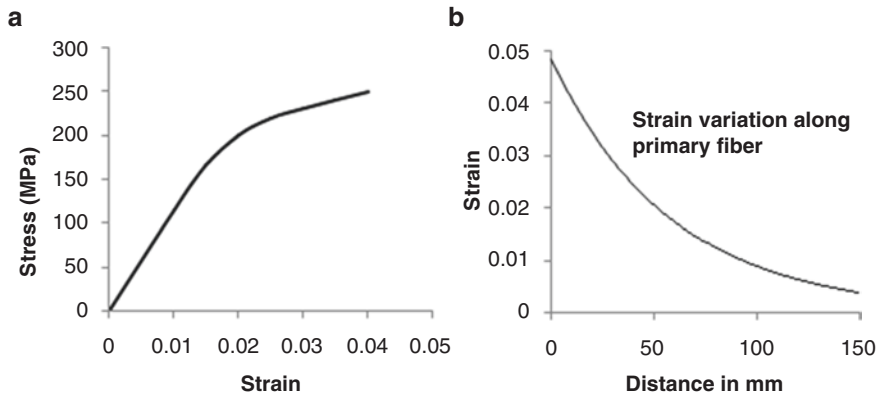 a
300
250
200
150
100
50
0
Stress (MPa)
0 0.01 0.02 0.03 0.04 0.05
Strain
b
0.05
0.04
0.03
0.02
0.01
0
Strain
Strain variation along
primary fiber
0 50 100 150
Distance in mm